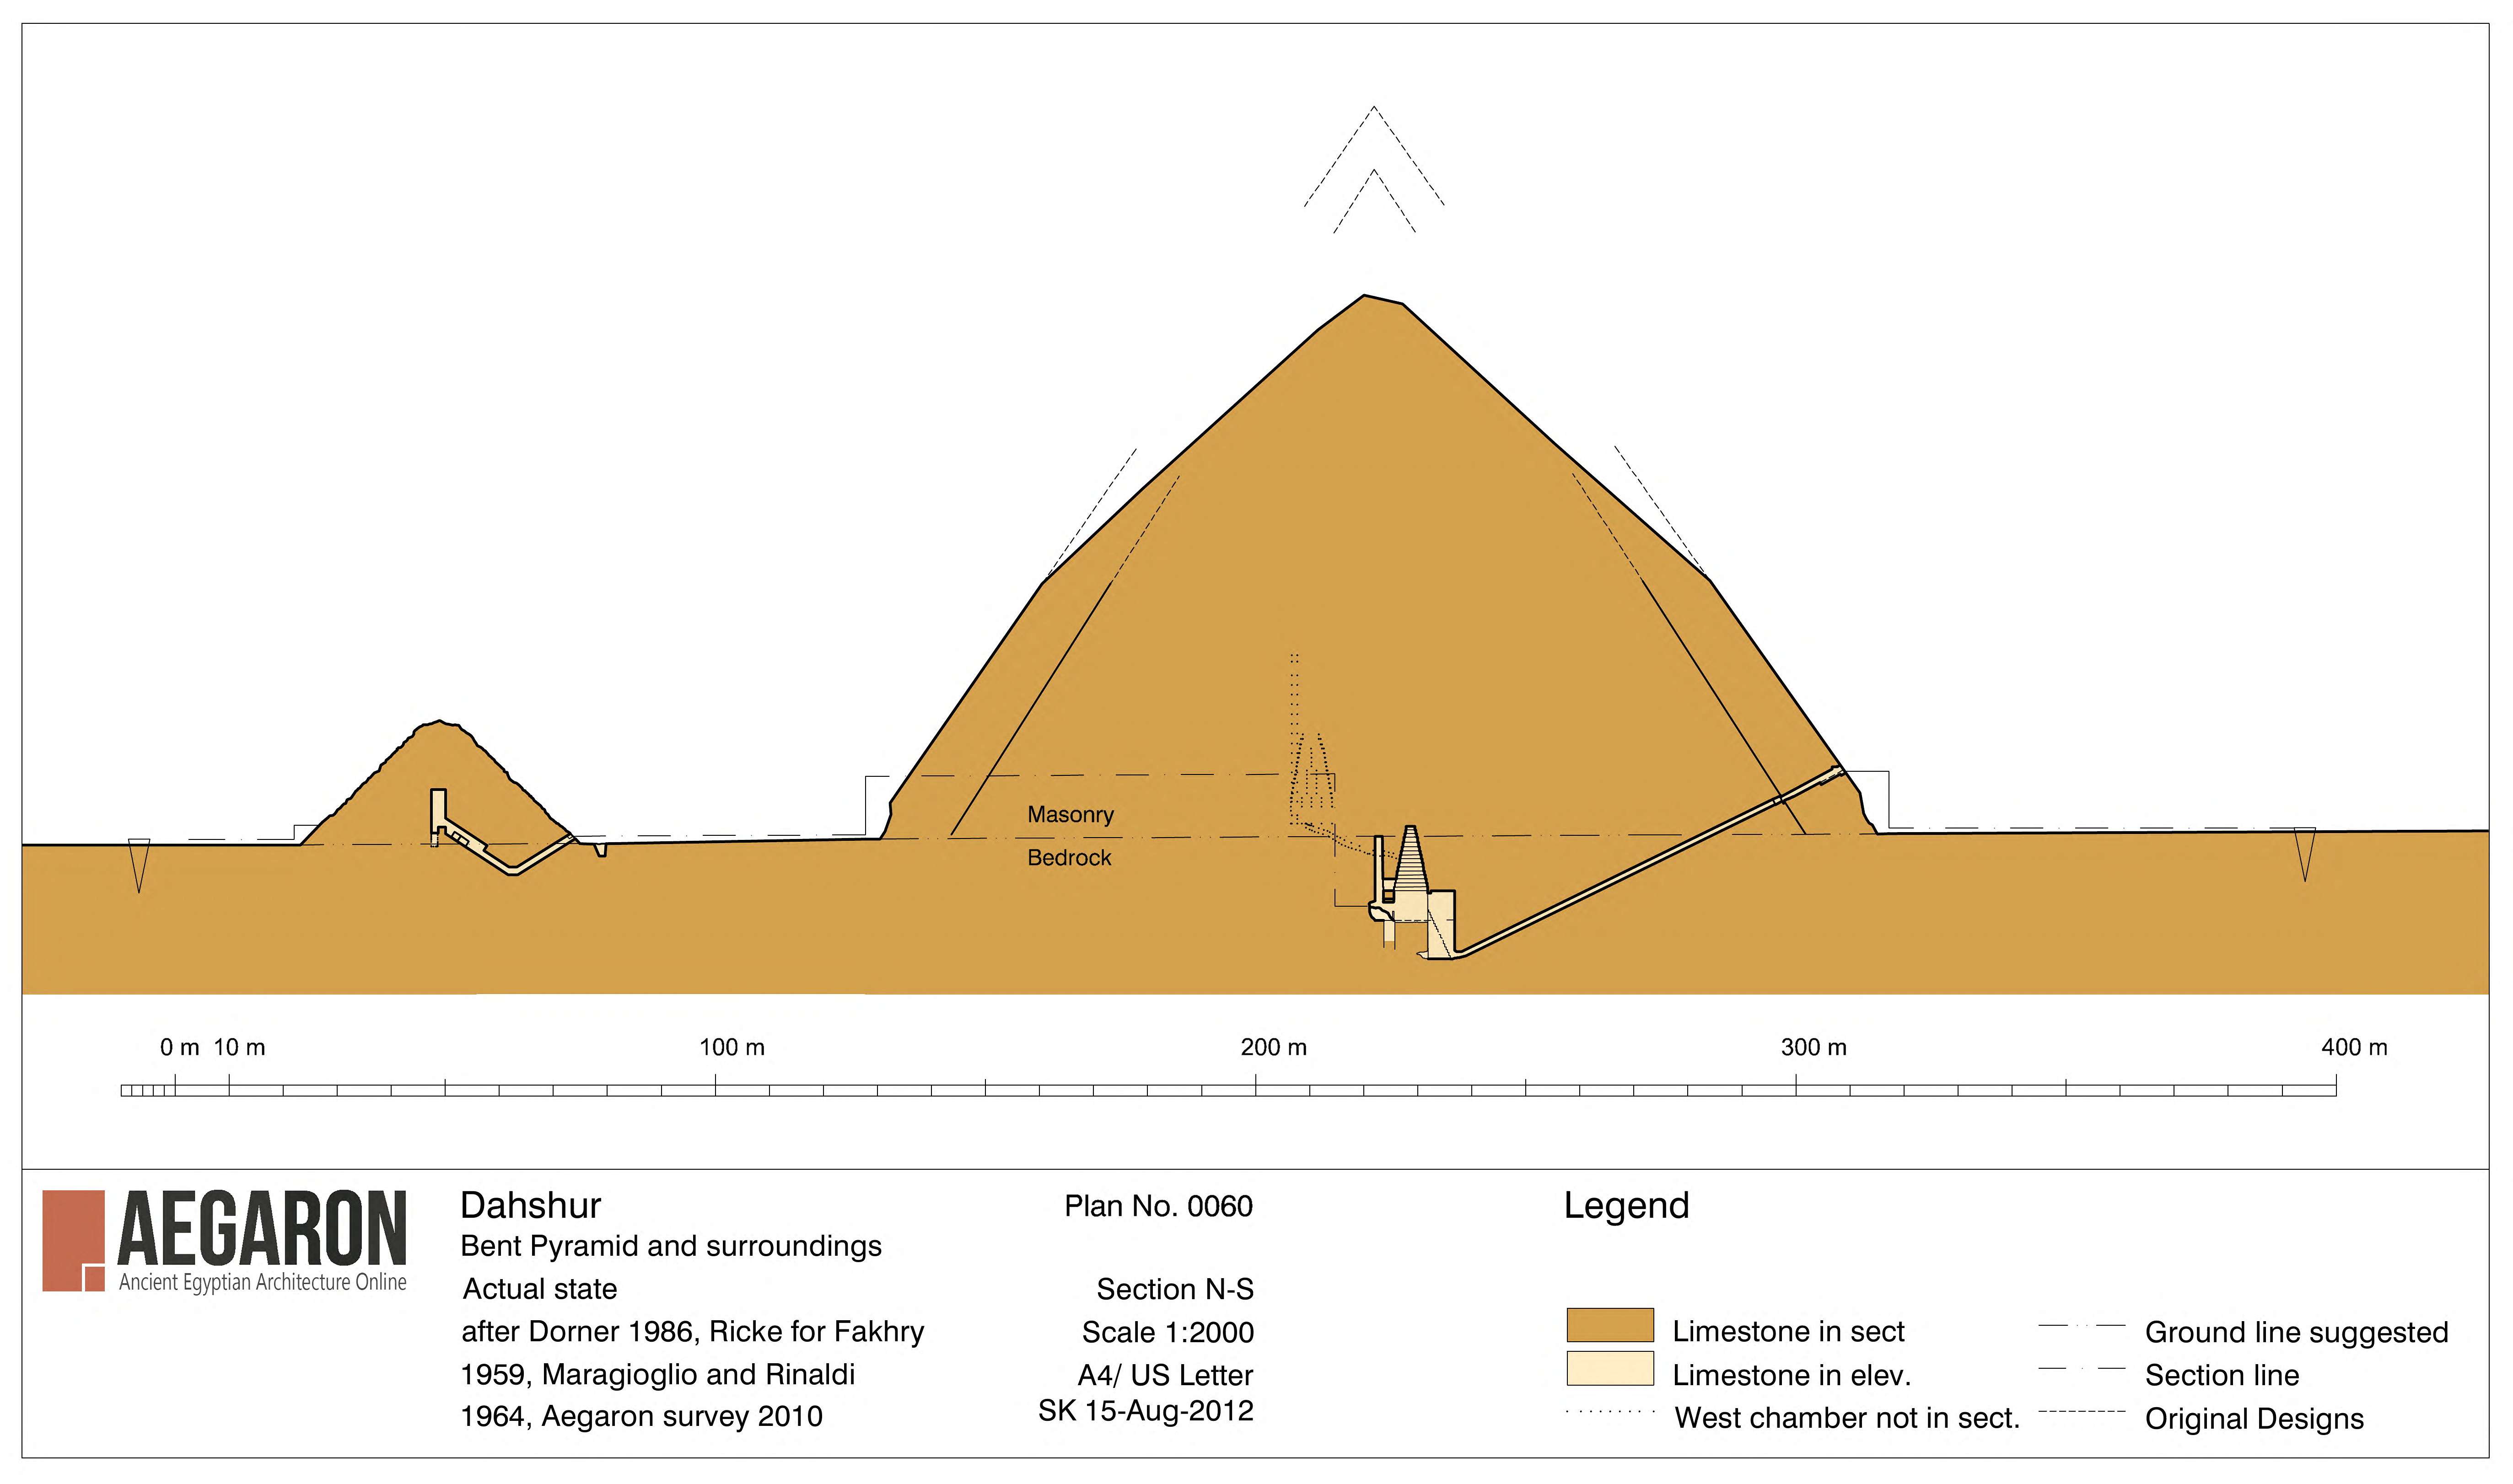 Masonry
Bedrock
0 m 10 m 100 m 200 m 300 m 400 m
AEGARON
Ancient Egyptian Architecture Online
Dahshur
Bent Pyramid and surroundings
Actual state
after Dorner 1986, Ricke for Fakhry
1959, Maragioglio and Rinaldi
1964, Aegaron survey 2010
Plan No. 0060
Section N-S
Scale 1:2000
A4/ US Letter
SK 15-Aug-2012
Legend
Limestone in sect
Limestone in elev.
West chamber not in sect.
Ground line suggested
Section line
Original Designs